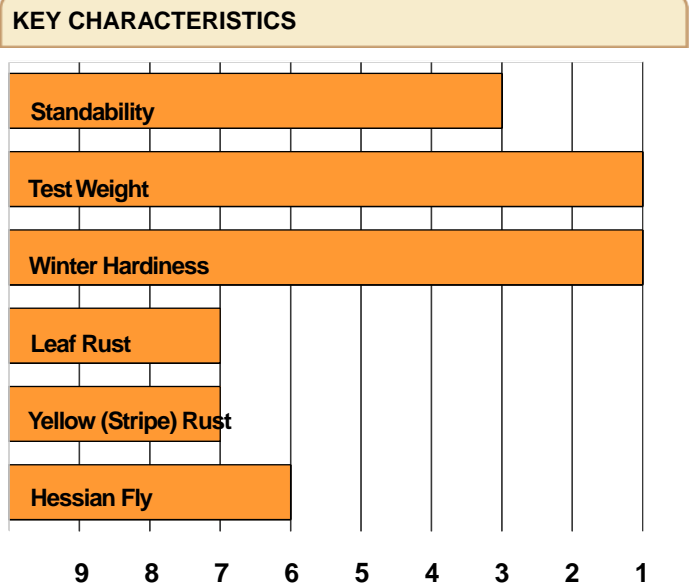 KEY CHARACTERISTICS
Standability
Test Weight
Winter Hardiness
Leaf Rust
Yellow (Stripe) Rust
Hessian Fly
9 8 7 6 5 4 3 2 1